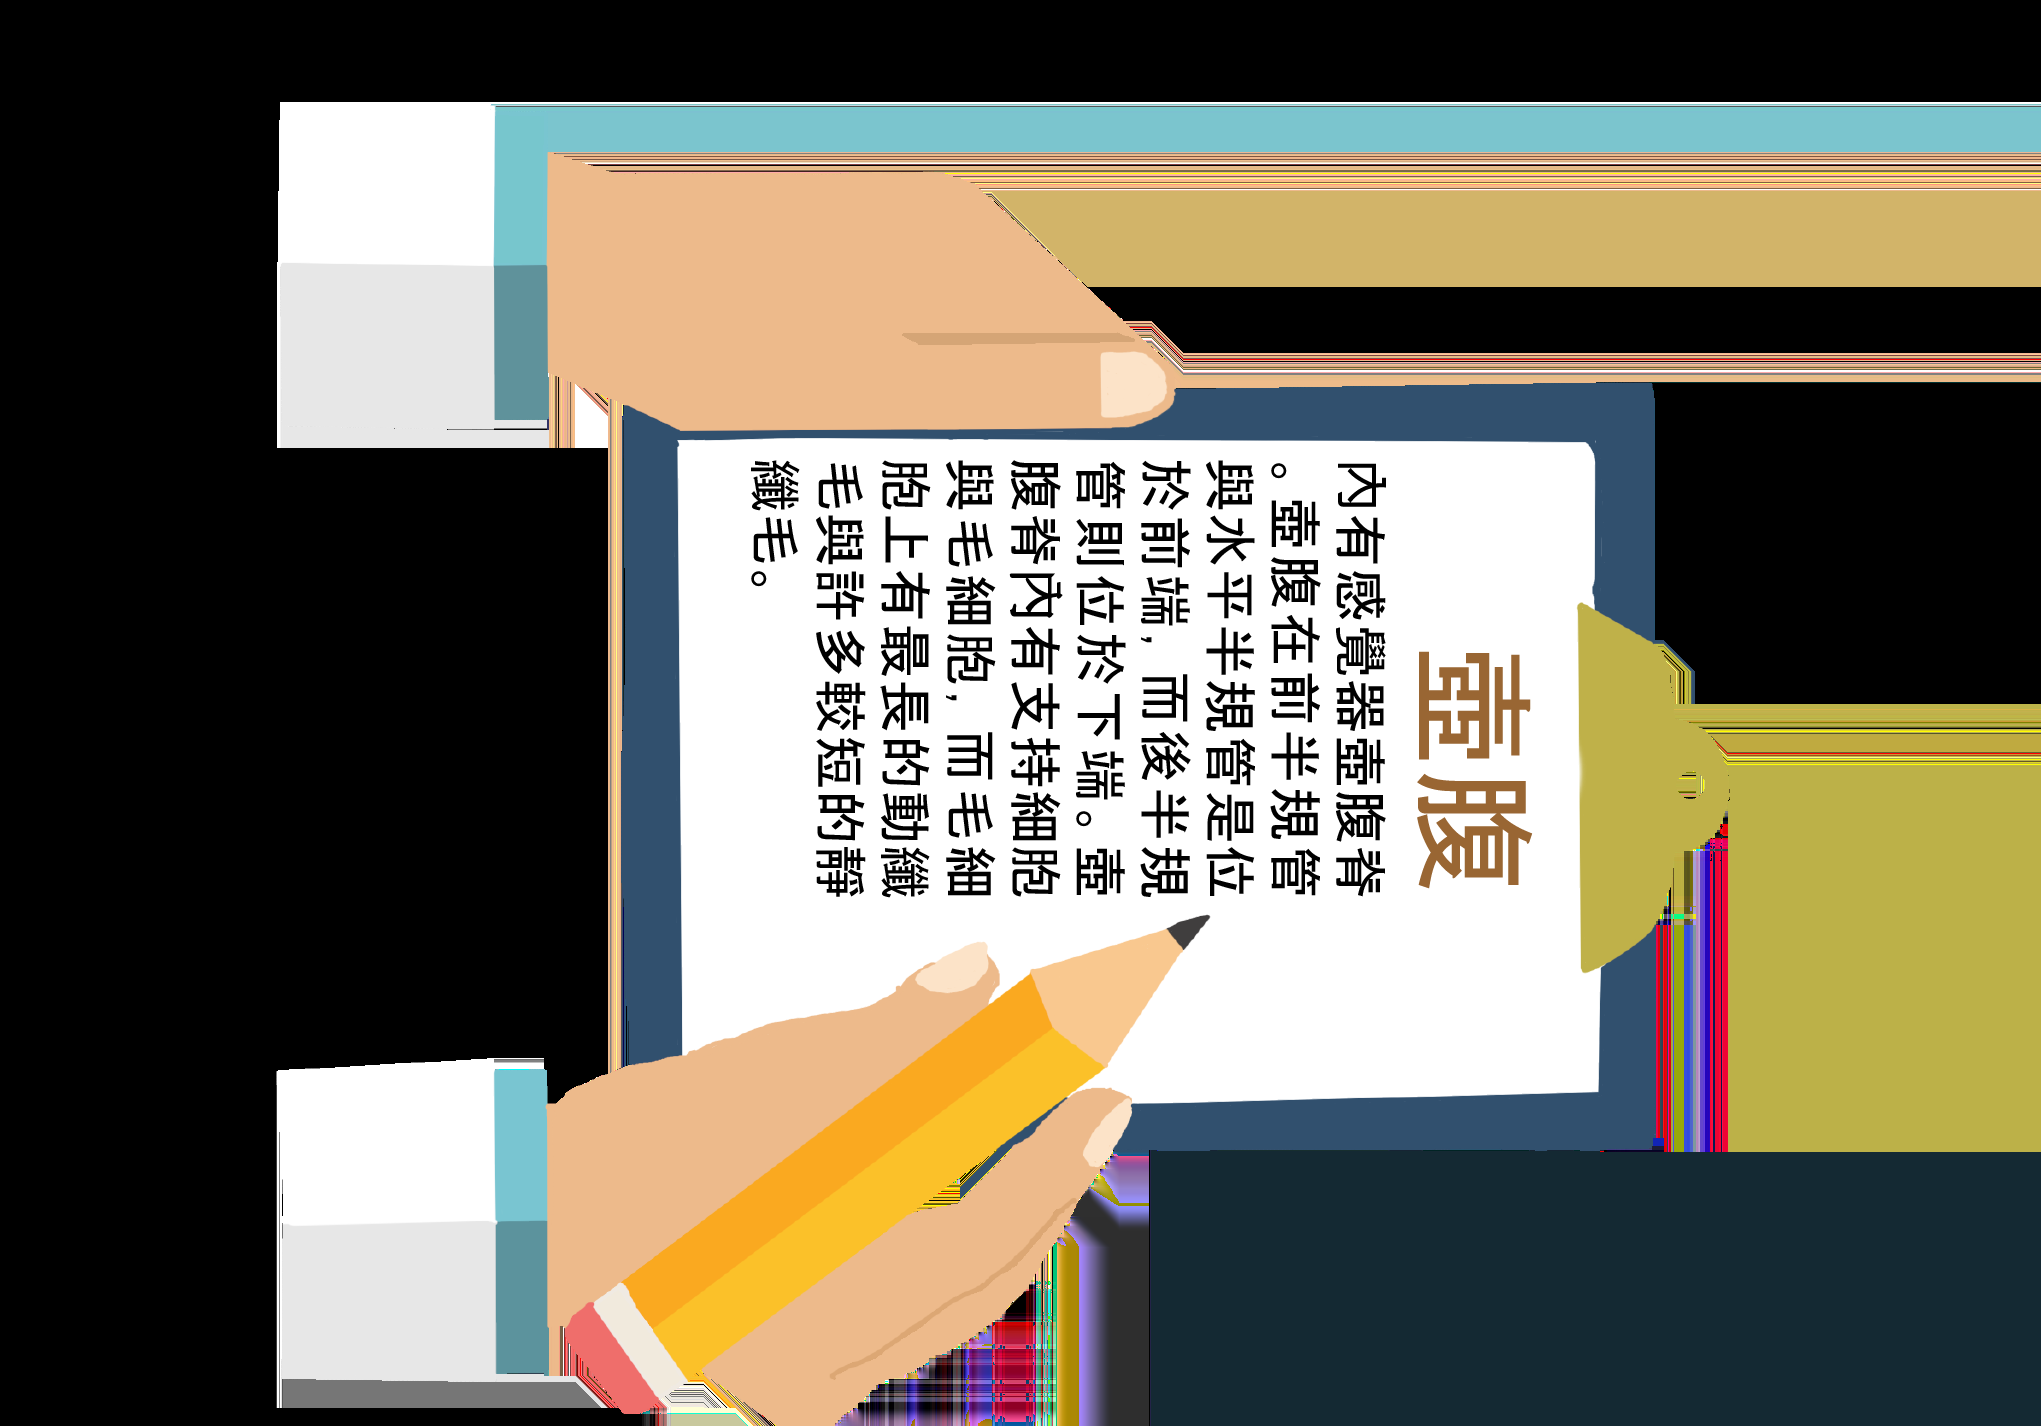 壺腹
內有感覺器壺腹脊
。壺腹在前半規管
與水平半規管是位
於前端，而後半規
管則位於下端。壺
腹脊內有支持細胞
與毛細胞，而毛細
胞上有最長的動纖
毛與許多較短的靜
纖毛。